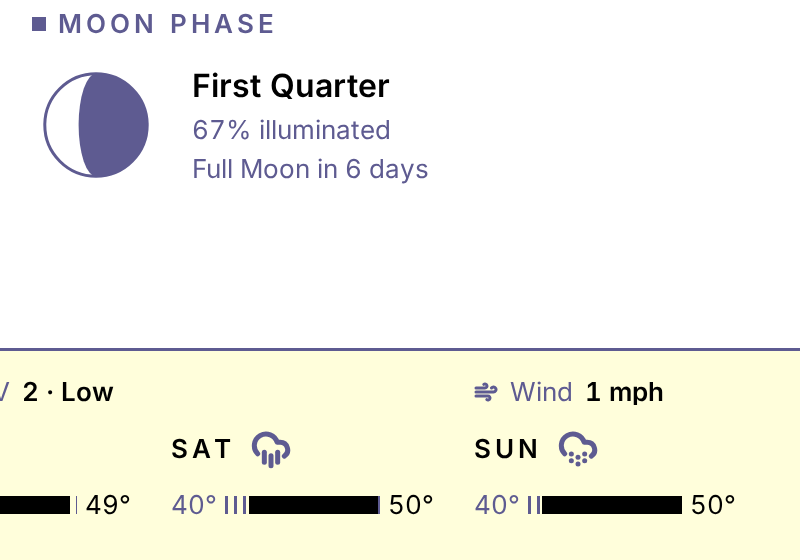 MOON PHASE
First Quarter
67% illuminated
Full Moon in 6 days
2 · Low
Wind 1 mph
SAT
SUN
49°
40° 50°
40° 50°